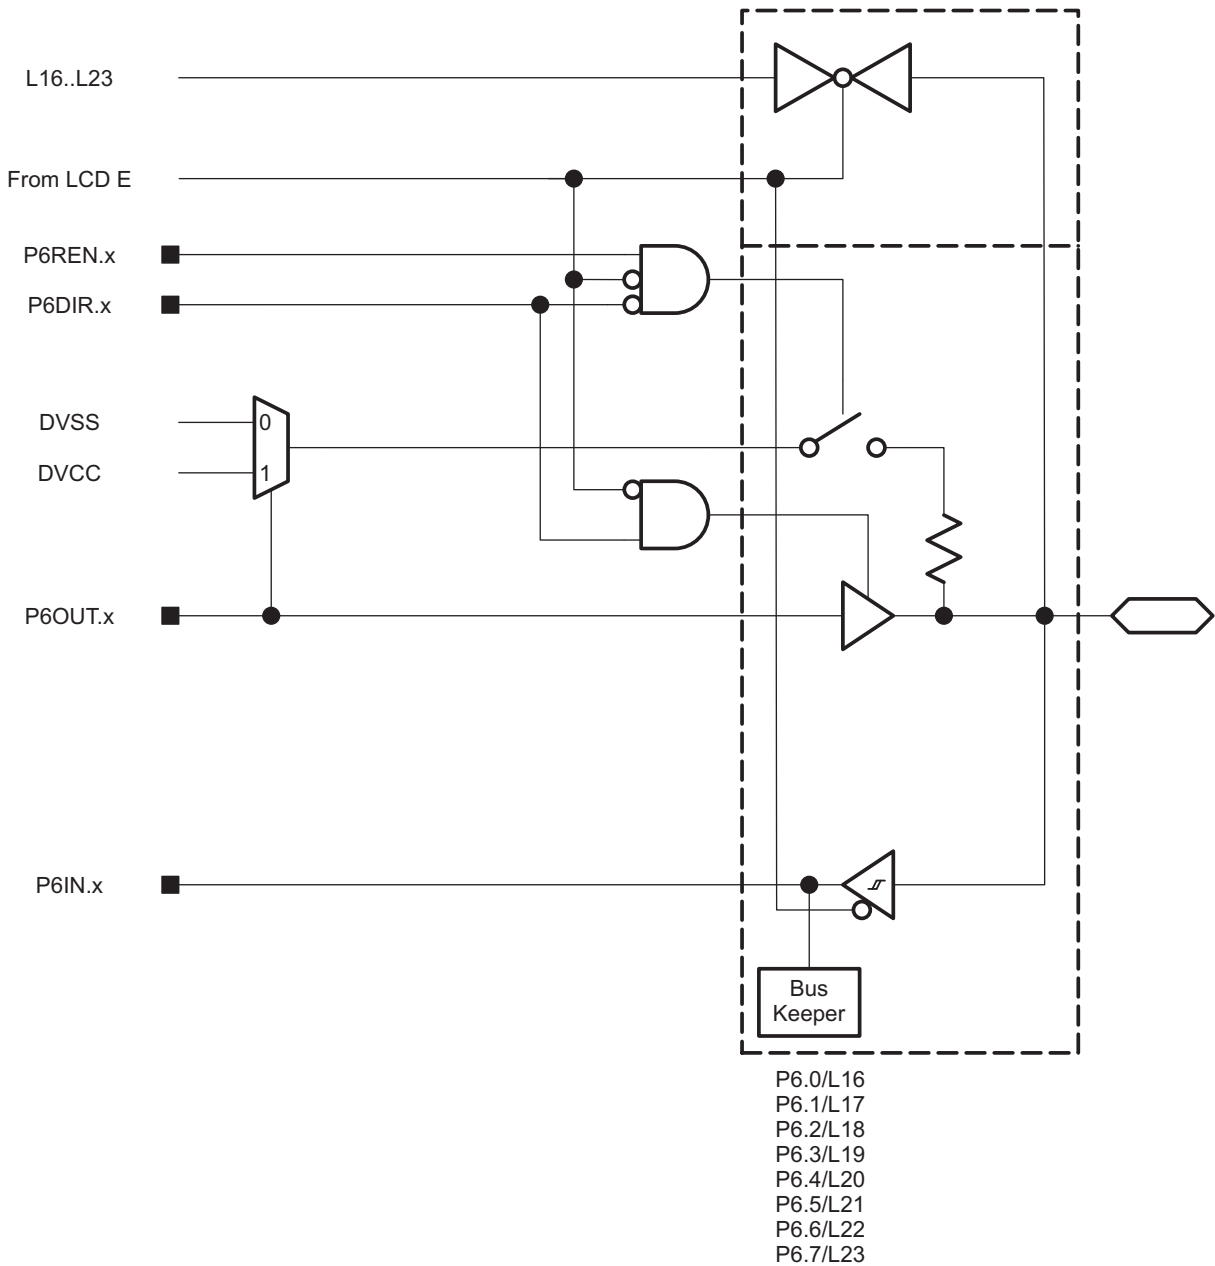 L16..L23
From LCD E
P6REN.x
P6DIR.x
DVSS
0
DVCC
1
P6OUT.x
P6IN.x
Bus
Keeper
P6.0/L16
P6.1/L17
P6.2/L18
P6.3/L19
P6.4/L20
P6.5/L21
P6.6/L22
P6.7/L23